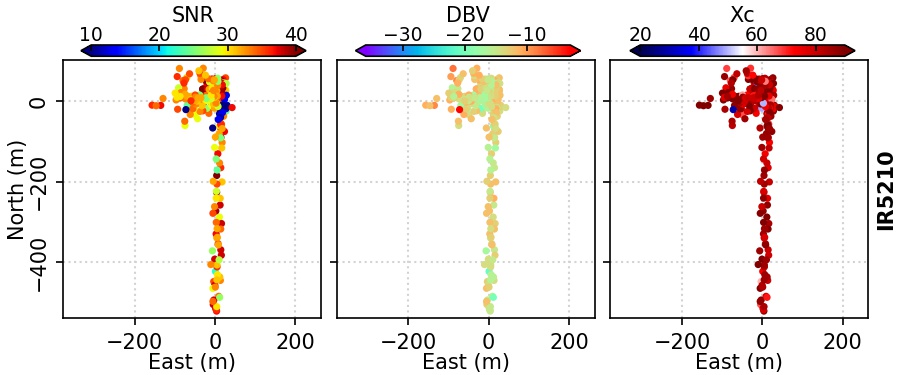 SNR DBV Xc
10 20 30 40 −30 −20 −10 20 40 60 80
0
−200
−400
North (m)
IR5210
−200 0 200 −200 0 200 −200 0 200
East (m) East (m) East (m)